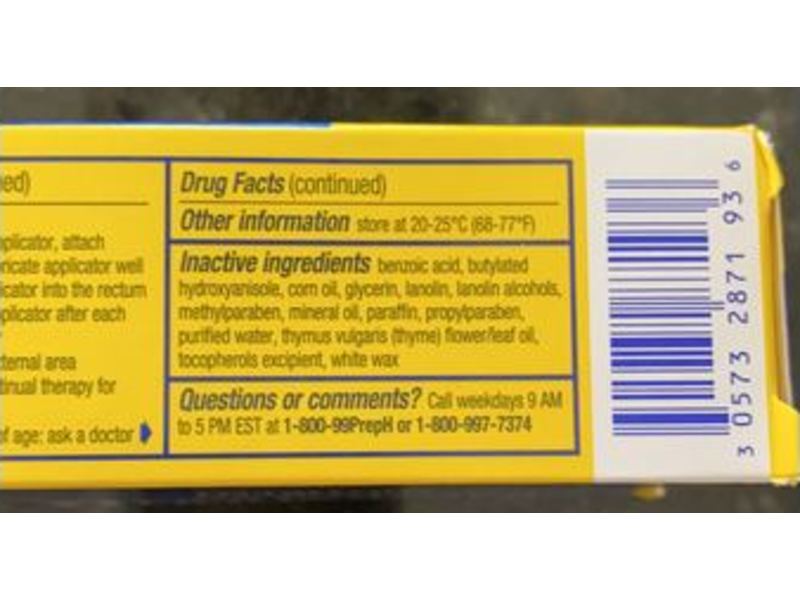 ed)
plicator, attach
ricate applicator well
icator into the rectum
plicator after each
ternal area
tinual therapy for
of age: ask a doctor
Drug Facts (continued)
Other information store at 20-25°C (68-77°F)
Inactive ingredients benzoic acid, butylated
hydroxyanisole, corn oil, glycerin, lanolin, lanolin alcohols,
methylparaben, mineral oil, paraffin, propylparaben,
purified water, thymus vulgaris (thyme) flower/leaf oil,
tocopherols excipient, white wax
Questions or comments? Call weekdays 9 AM
to 5 PM EST at 1-800-99PrepH or 1-800-997-7374
3 0573 2871 93 6